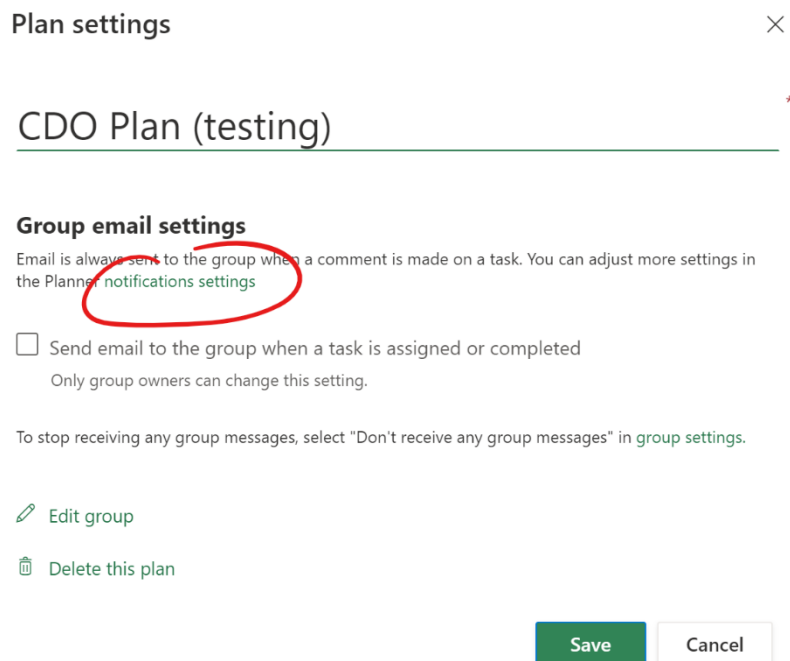 Plan settings
*
CDO Plan (testing)
Group email settings
Email is always sent to the group when a comment is made on a task. You can adjust more settings in
the Planner notifications settings
Send email to the group when a task is assigned or completed
Only group owners can change this setting.
To stop receiving any group messages, select "Don't receive any group messages" in group settings.
Edit group
Delete this plan
Save Cancel